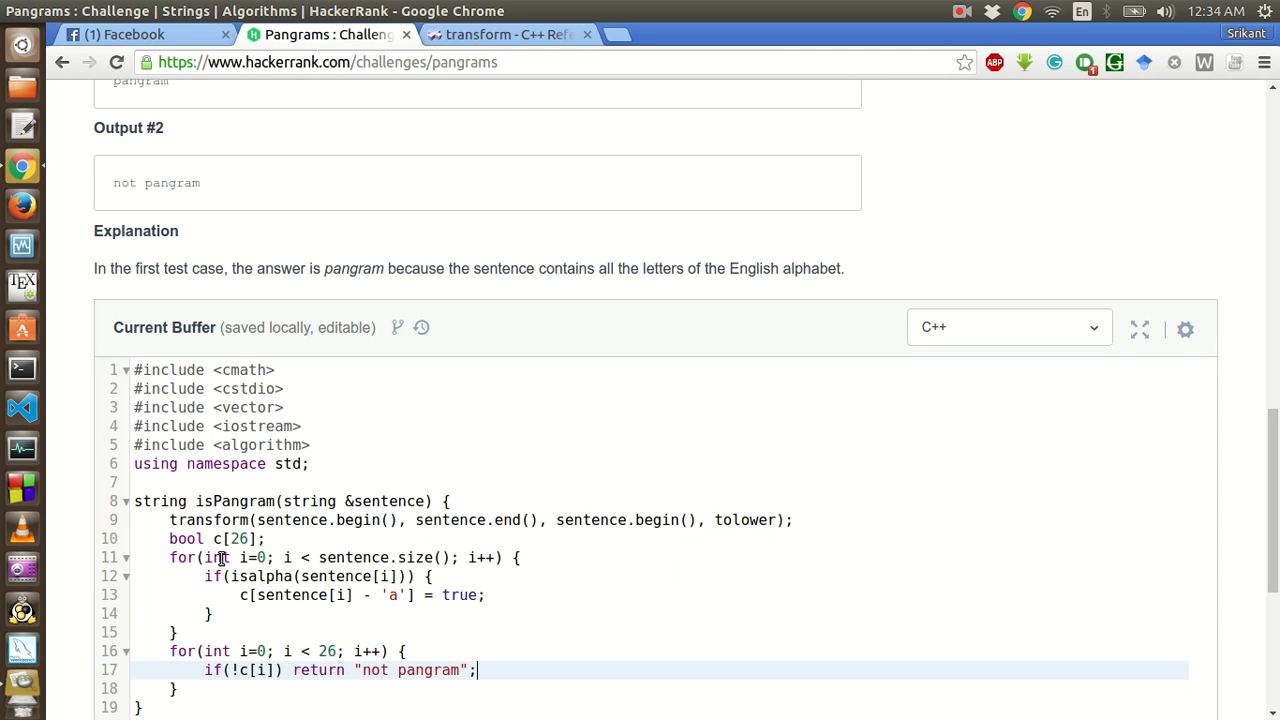 Pangrams : Challenge | Strings | Algorithms | HackerRank - Google Chrome
En
12:34 AM
(1) Facebook
Pangrams : Challeng
transform - C++ Refe
Srikant
https://www.hackerrank.com/challenges/pangrams
ABP
1
G
W
pangram
Output #2
not pangram
Explanation
In the first test case, the answer is pangram because the sentence contains all the letters of the English alphabet.
Current Buffer (saved locally, editable)
C++
1 #include <cmath>
2 #include <cstdio>
3 #include <vector>
4 #include <iostream>
5 #include <algorithm>
6 using namespace std;
7
8 string isPangram(string &sentence) {
9 transform(sentence.begin(), sentence.end(), sentence.begin(), tolower);
10 bool c[26];
11 for(int i=0; i < sentence.size(); i++) {
12 if(isalpha(sentence[i])) {
13 c[sentence[i] - 'a'] = true;
14 }
15 }
16 for(int i=0; i < 26; i++) {
17 if(!c[i]) return "not pangram";
18 }
19 }
TEX